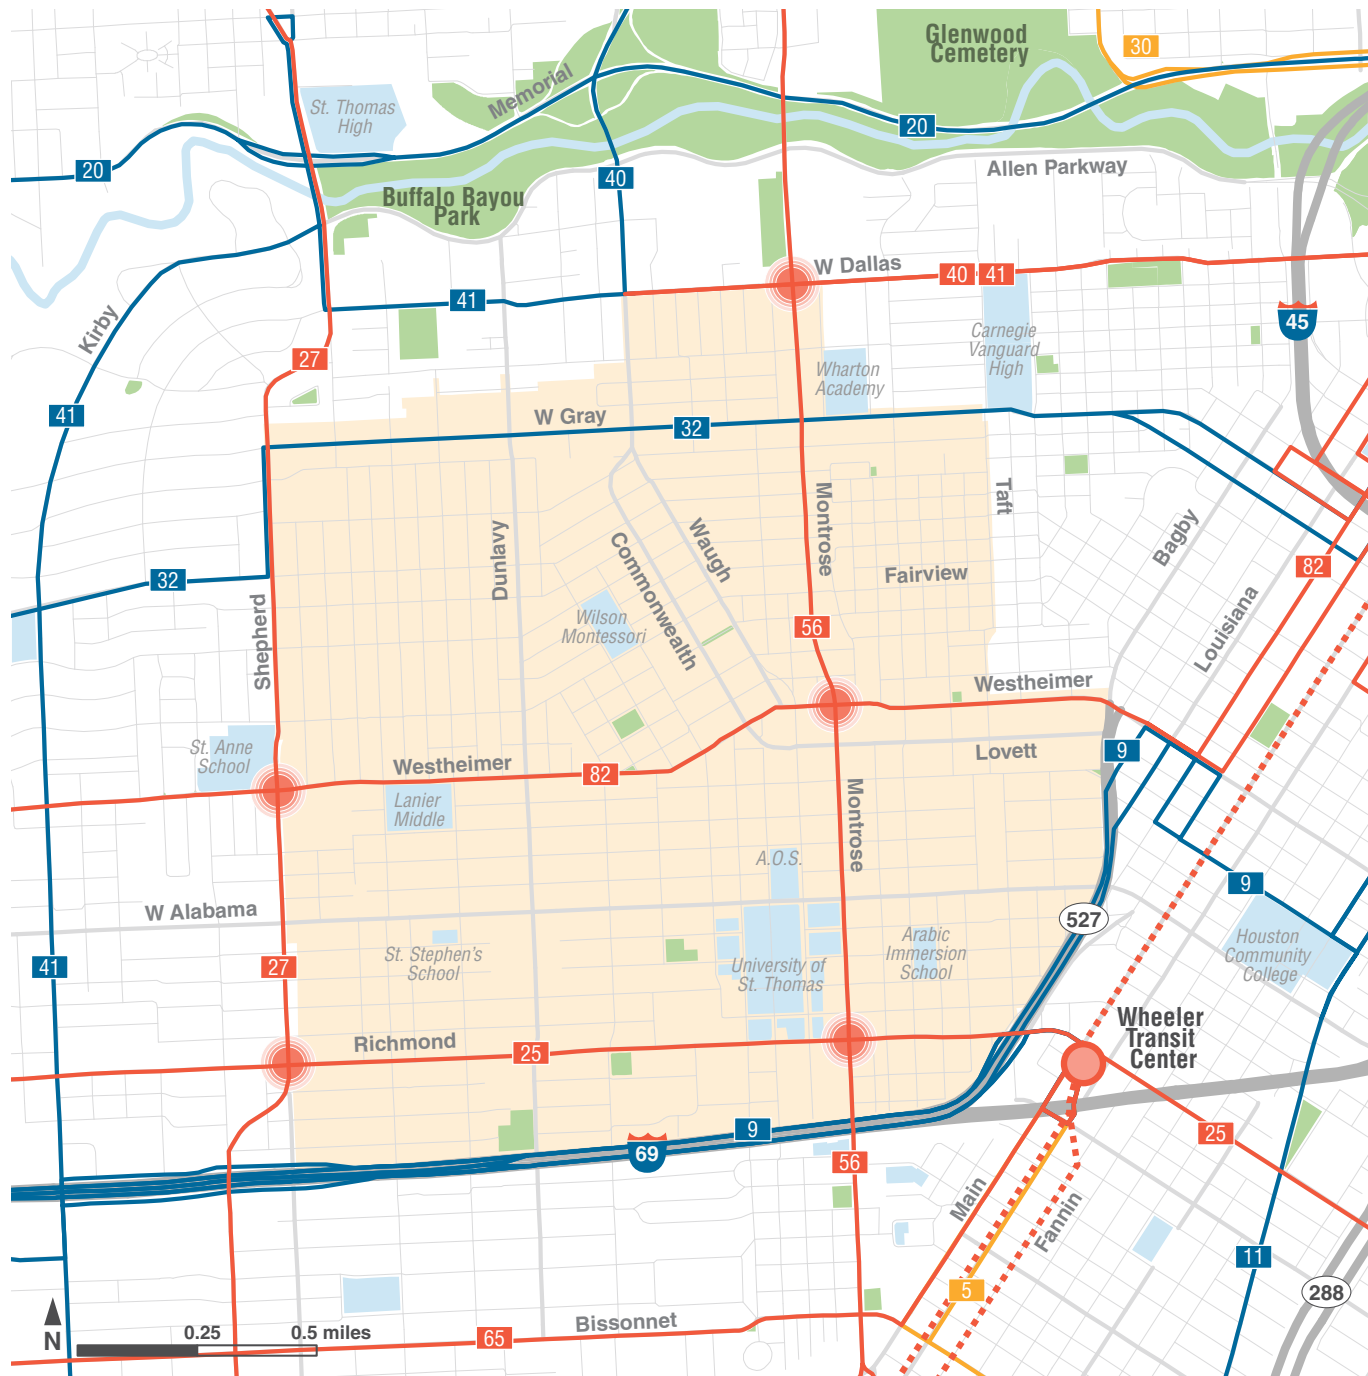 30
Glenwood
Cemetery
Memorial
St. Thomas
High
20
20
Allen Parkway
40
Buffalo Bayou
Park
W Dallas
40
41
41
45
Kirby
27
Carnegie
Vanguard
High
Wharton
Academy
41
W Gray
32
Taft
Montrose
Bagby
Waugh
Dunlavy
Commonwealth
82
Fairview
32
Shepherd
Wilson
Montessori
56
Louisiana
Westheimer
St. Anne
School
Westheimer
82
Lovett
9
Lanier
Middle
Montrose
A.O.S.
9
W Alabama
527
Arabic
Immersion
School
Houston
Community
College
St. Stephen's
School
41
27
University of
St. Thomas
Wheeler
Transit
Center
Richmond
25
9
25
69
56
Main
Fannin
11
5
288
N
0.25
0.5 miles
65
Bissonnet